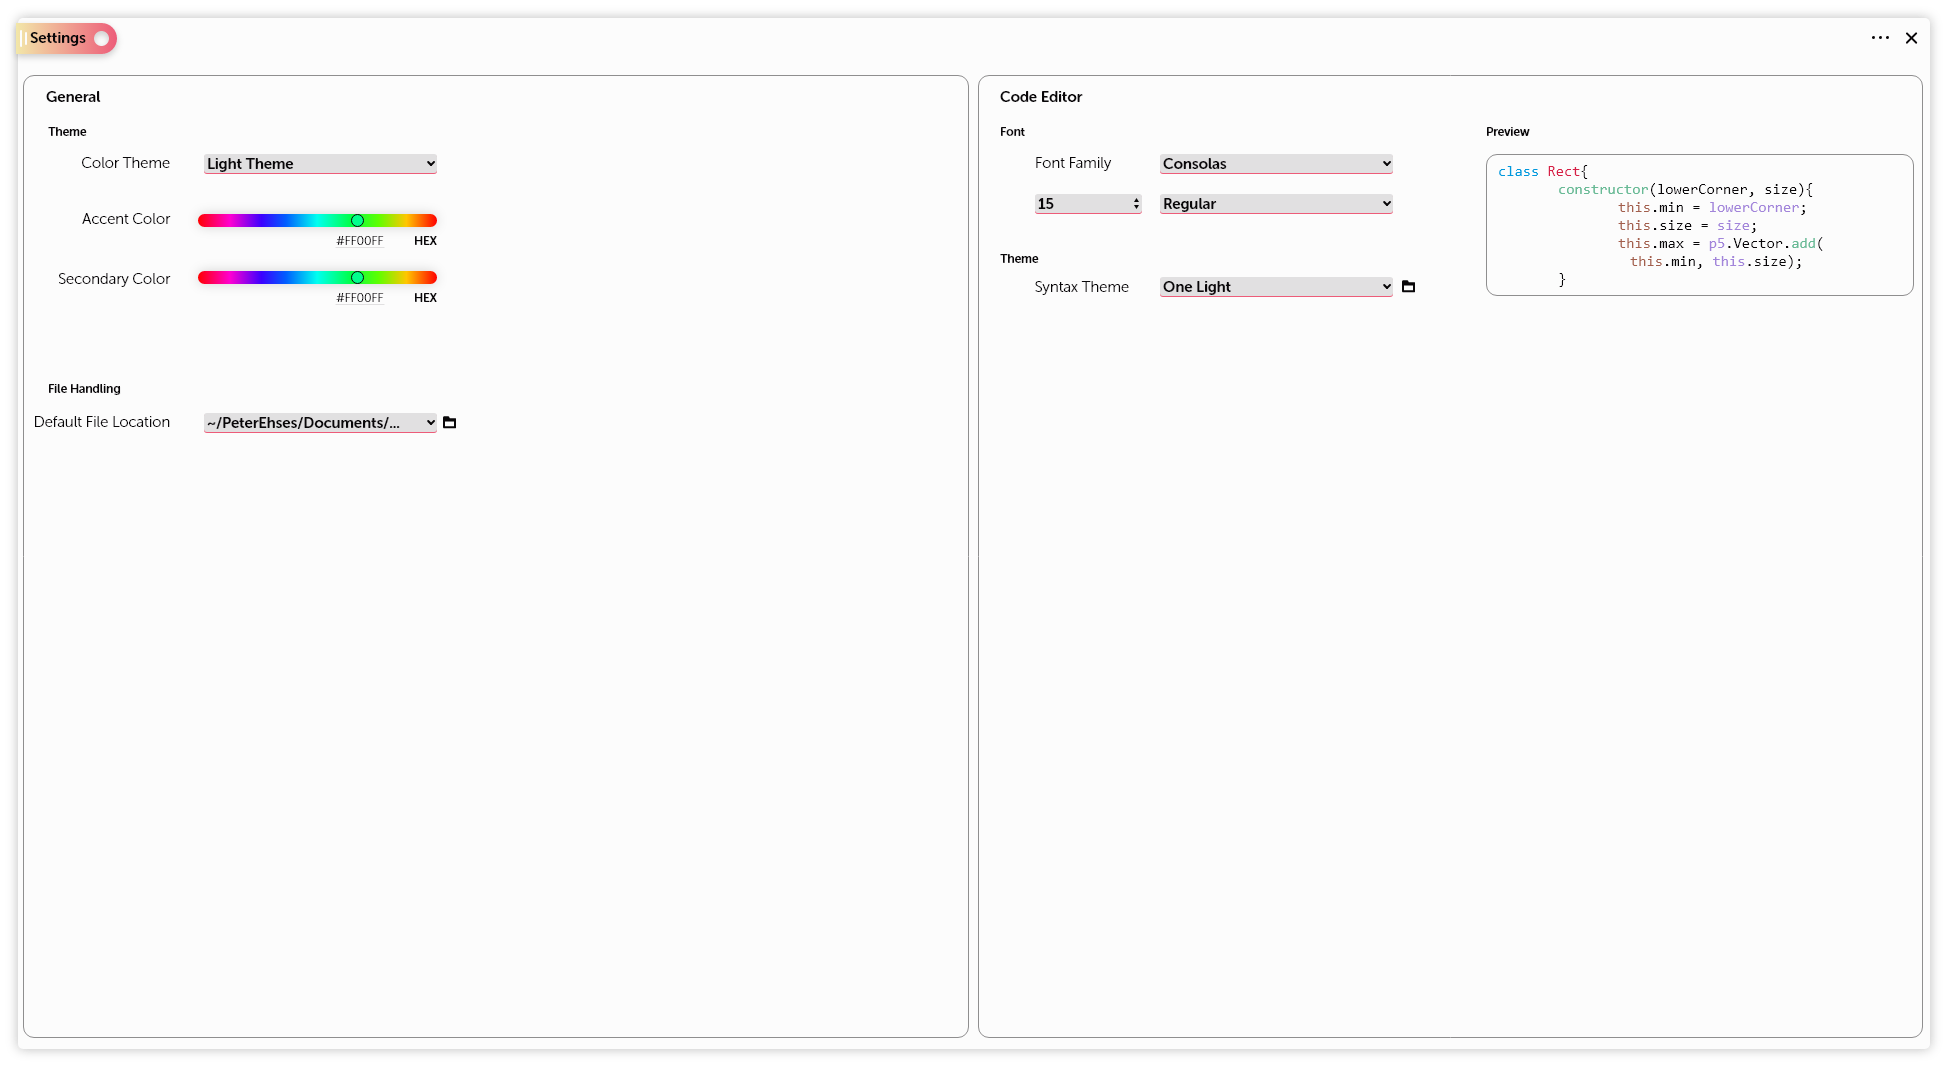 Settings
General
Theme
Color Theme
Light Theme
Accent Color
#FF00FF HEX
Secondary Color
#FF00FF HEX
File Handling
Default File Location
~/PeterEhses/Documents/...
Code Editor
Font
Font Family
Consolas
15
Regular
Theme
Syntax Theme
One Light
Preview
class Rect{
constructor(lowerCorner, size){
this.min = lowerCorner;
this.size = size;
this.max = p5.Vector.add(
this.min, this.size);
}